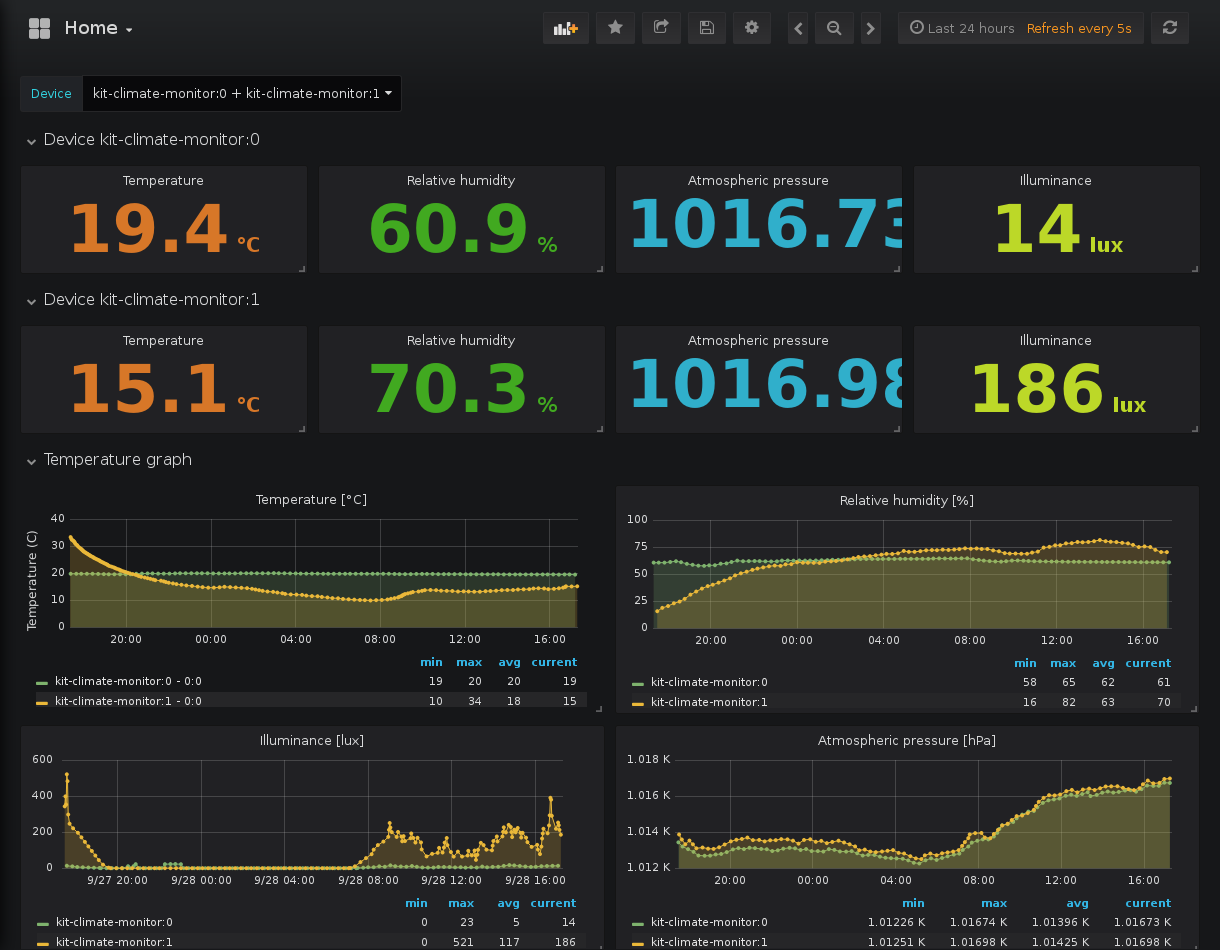 Home
Last 24 hours Refresh every 5s
Device kit-climate-monitor:0 + kit-climate-monitor:1
Device kit-climate-monitor:0
Temperature Relative humidity Atmospheric pressure Illuminance
19.4 °C 60.9 % 1016.73 14 lux
Device kit-climate-monitor:1
Temperature Relative humidity Atmospheric pressure Illuminance
15.1 °C 70.3 % 1016.98 186 lux
Temperature graph
Temperature [°C]
Temperature (C)
40
30
20
10
0
20:00 00:00 04:00 08:00 12:00 16:00
min max avg current
kit-climate-monitor:0 - 0:0 19 20 20 19
kit-climate-monitor:1 - 0:0 10 34 18 15
Relative humidity [%]
100
75
50
25
0
20:00 00:00 04:00 08:00 12:00 16:00
min max avg current
kit-climate-monitor:0 58 65 62 61
kit-climate-monitor:1 16 82 63 70
Illuminance [lux]
600
400
200
0
9/27 20:00 9/28 00:00 9/28 04:00 9/28 08:00 9/28 12:00 9/28 16:00
min max avg current
kit-climate-monitor:0 0 23 5 14
kit-climate-monitor:1 0 521 117 186
Atmospheric pressure [hPa]
1.018 K
1.016 K
1.014 K
1.012 K
20:00 00:00 04:00 08:00 12:00 16:00
min max avg current
kit-climate-monitor:0 1.01226 K 1.01674 K 1.01396 K 1.01673 K
kit-climate-monitor:1 1.01251 K 1.01698 K 1.01425 K 1.01698 K